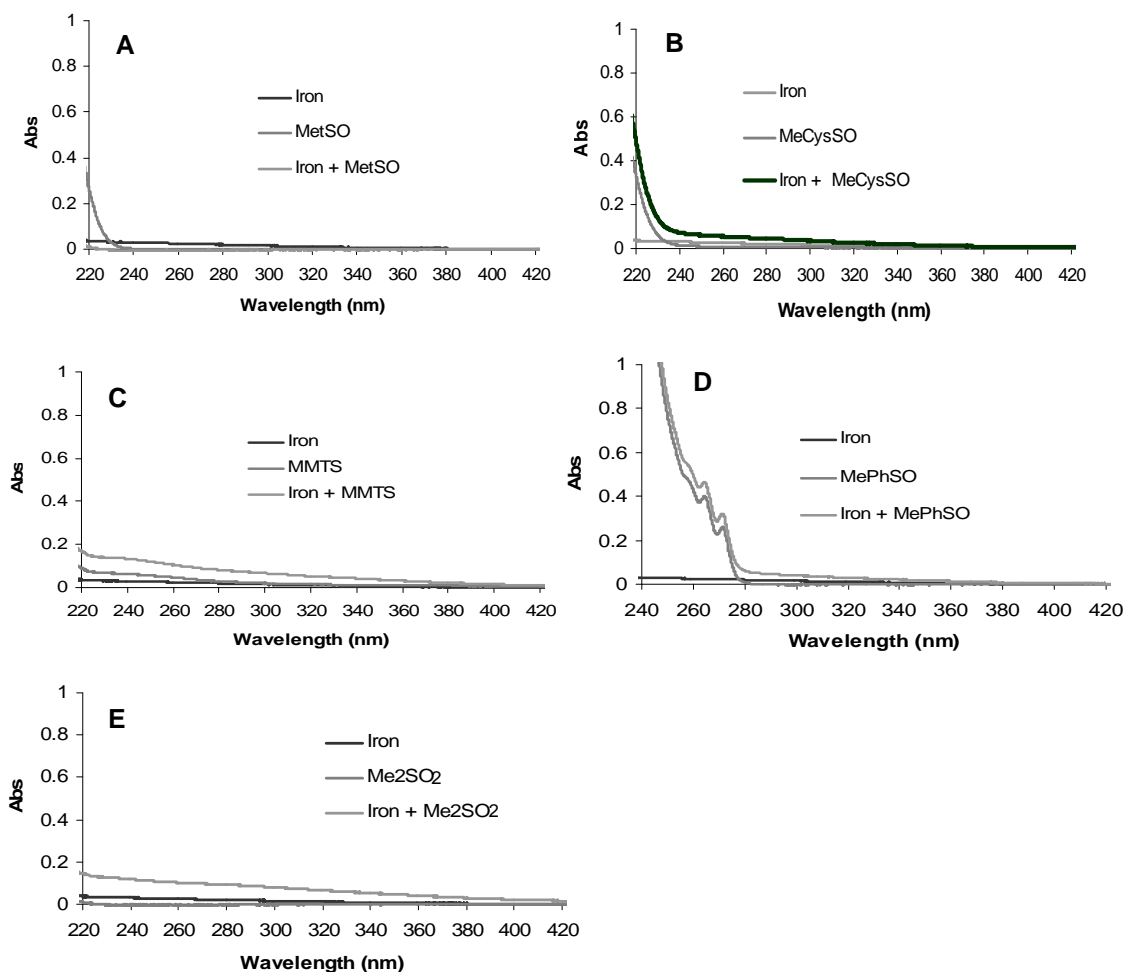 A
1
0.8
0.6
0.4
0.2
0
Abs
Iron
MetSO
Iron + MetSO
220 240 260 280 300 320 340 360 380 400 420
Wavelength (nm)
B
1
0.8
0.6
0.4
0.2
0
Abs
Iron
MeCysSO
Iron + MeCysSO
220 240 260 280 300 320 340 360 380 400 420
Wavelength (nm)
C
1
0.8
0.6
0.4
0.2
0
Abs
Iron
MMTS
Iron + MMTS
220 240 260 280 300 320 340 360 380 400 420
Wavelength (nm)
D
1
0.8
0.6
0.4
0.2
0
Abs
Iron
MePhSO
Iron + MePhSO
240 260 280 300 320 340 360 380 400 420
Wavelength (nm)
E
1
0.8
0.6
0.4
0.2
0
Abs
Iron
Me2SO2
Iron + Me2SO2
220 240 260 280 300 320 340 360 380 400 420
Wavelength (nm)